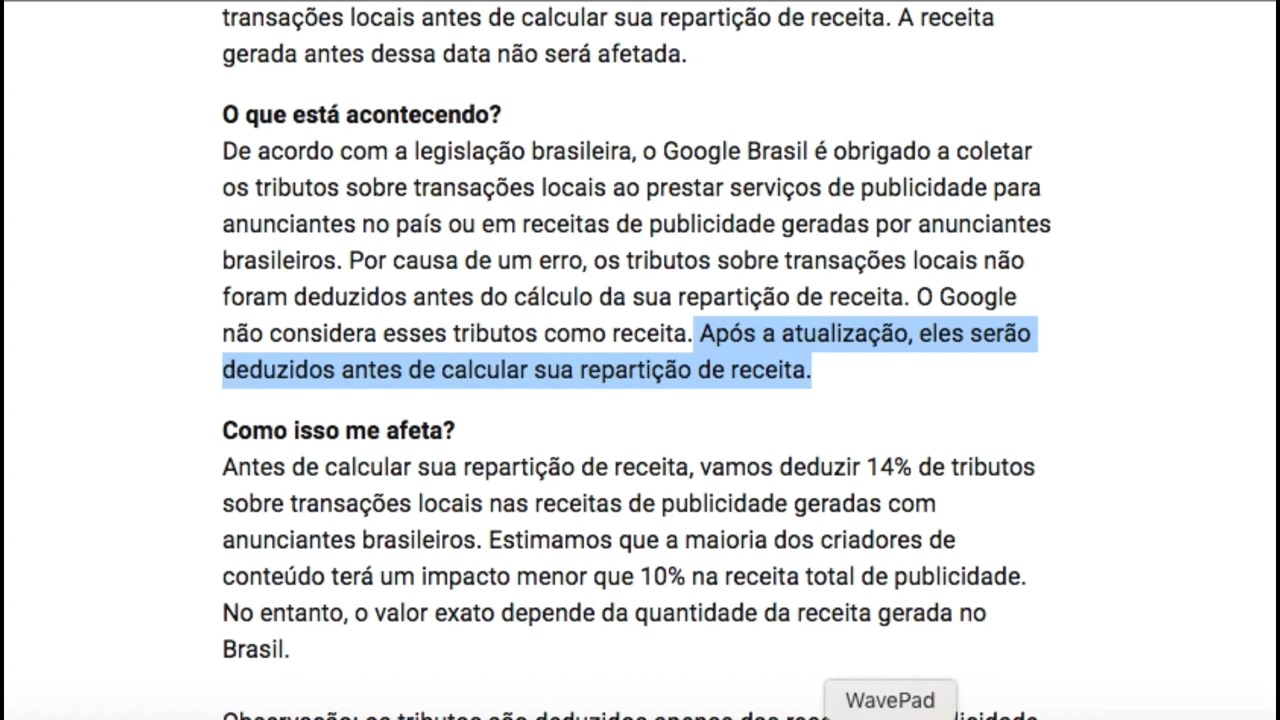 transações locais antes de calcular sua repartição de receita. A receita
gerada antes dessa data não será afetada.
O que está acontecendo?
De acordo com a legislação brasileira, o Google Brasil é obrigado a coletar
os tributos sobre transações locais ao prestar serviços de publicidade para
anunciantes no país ou em receitas de publicidade geradas por anunciantes
brasileiros. Por causa de um erro, os tributos sobre transações locais não
foram deduzidos antes do cálculo da sua repartição de receita. O Google
não considera esses tributos como receita. Após a atualização, eles serão
deduzidos antes de calcular sua repartição de receita.
Como isso me afeta?
Antes de calcular sua repartição de receita, vamos deduzir 14% de tributos
sobre transações locais nas receitas de publicidade geradas com
anunciantes brasileiros. Estimamos que a maioria dos criadores de
conteúdo terá um impacto menor que 10% na receita total de publicidade.
No entanto, o valor exato depende da quantidade da receita gerada no
Brasil.
Observação: os tributos são deduzidos apenas das
WavePad